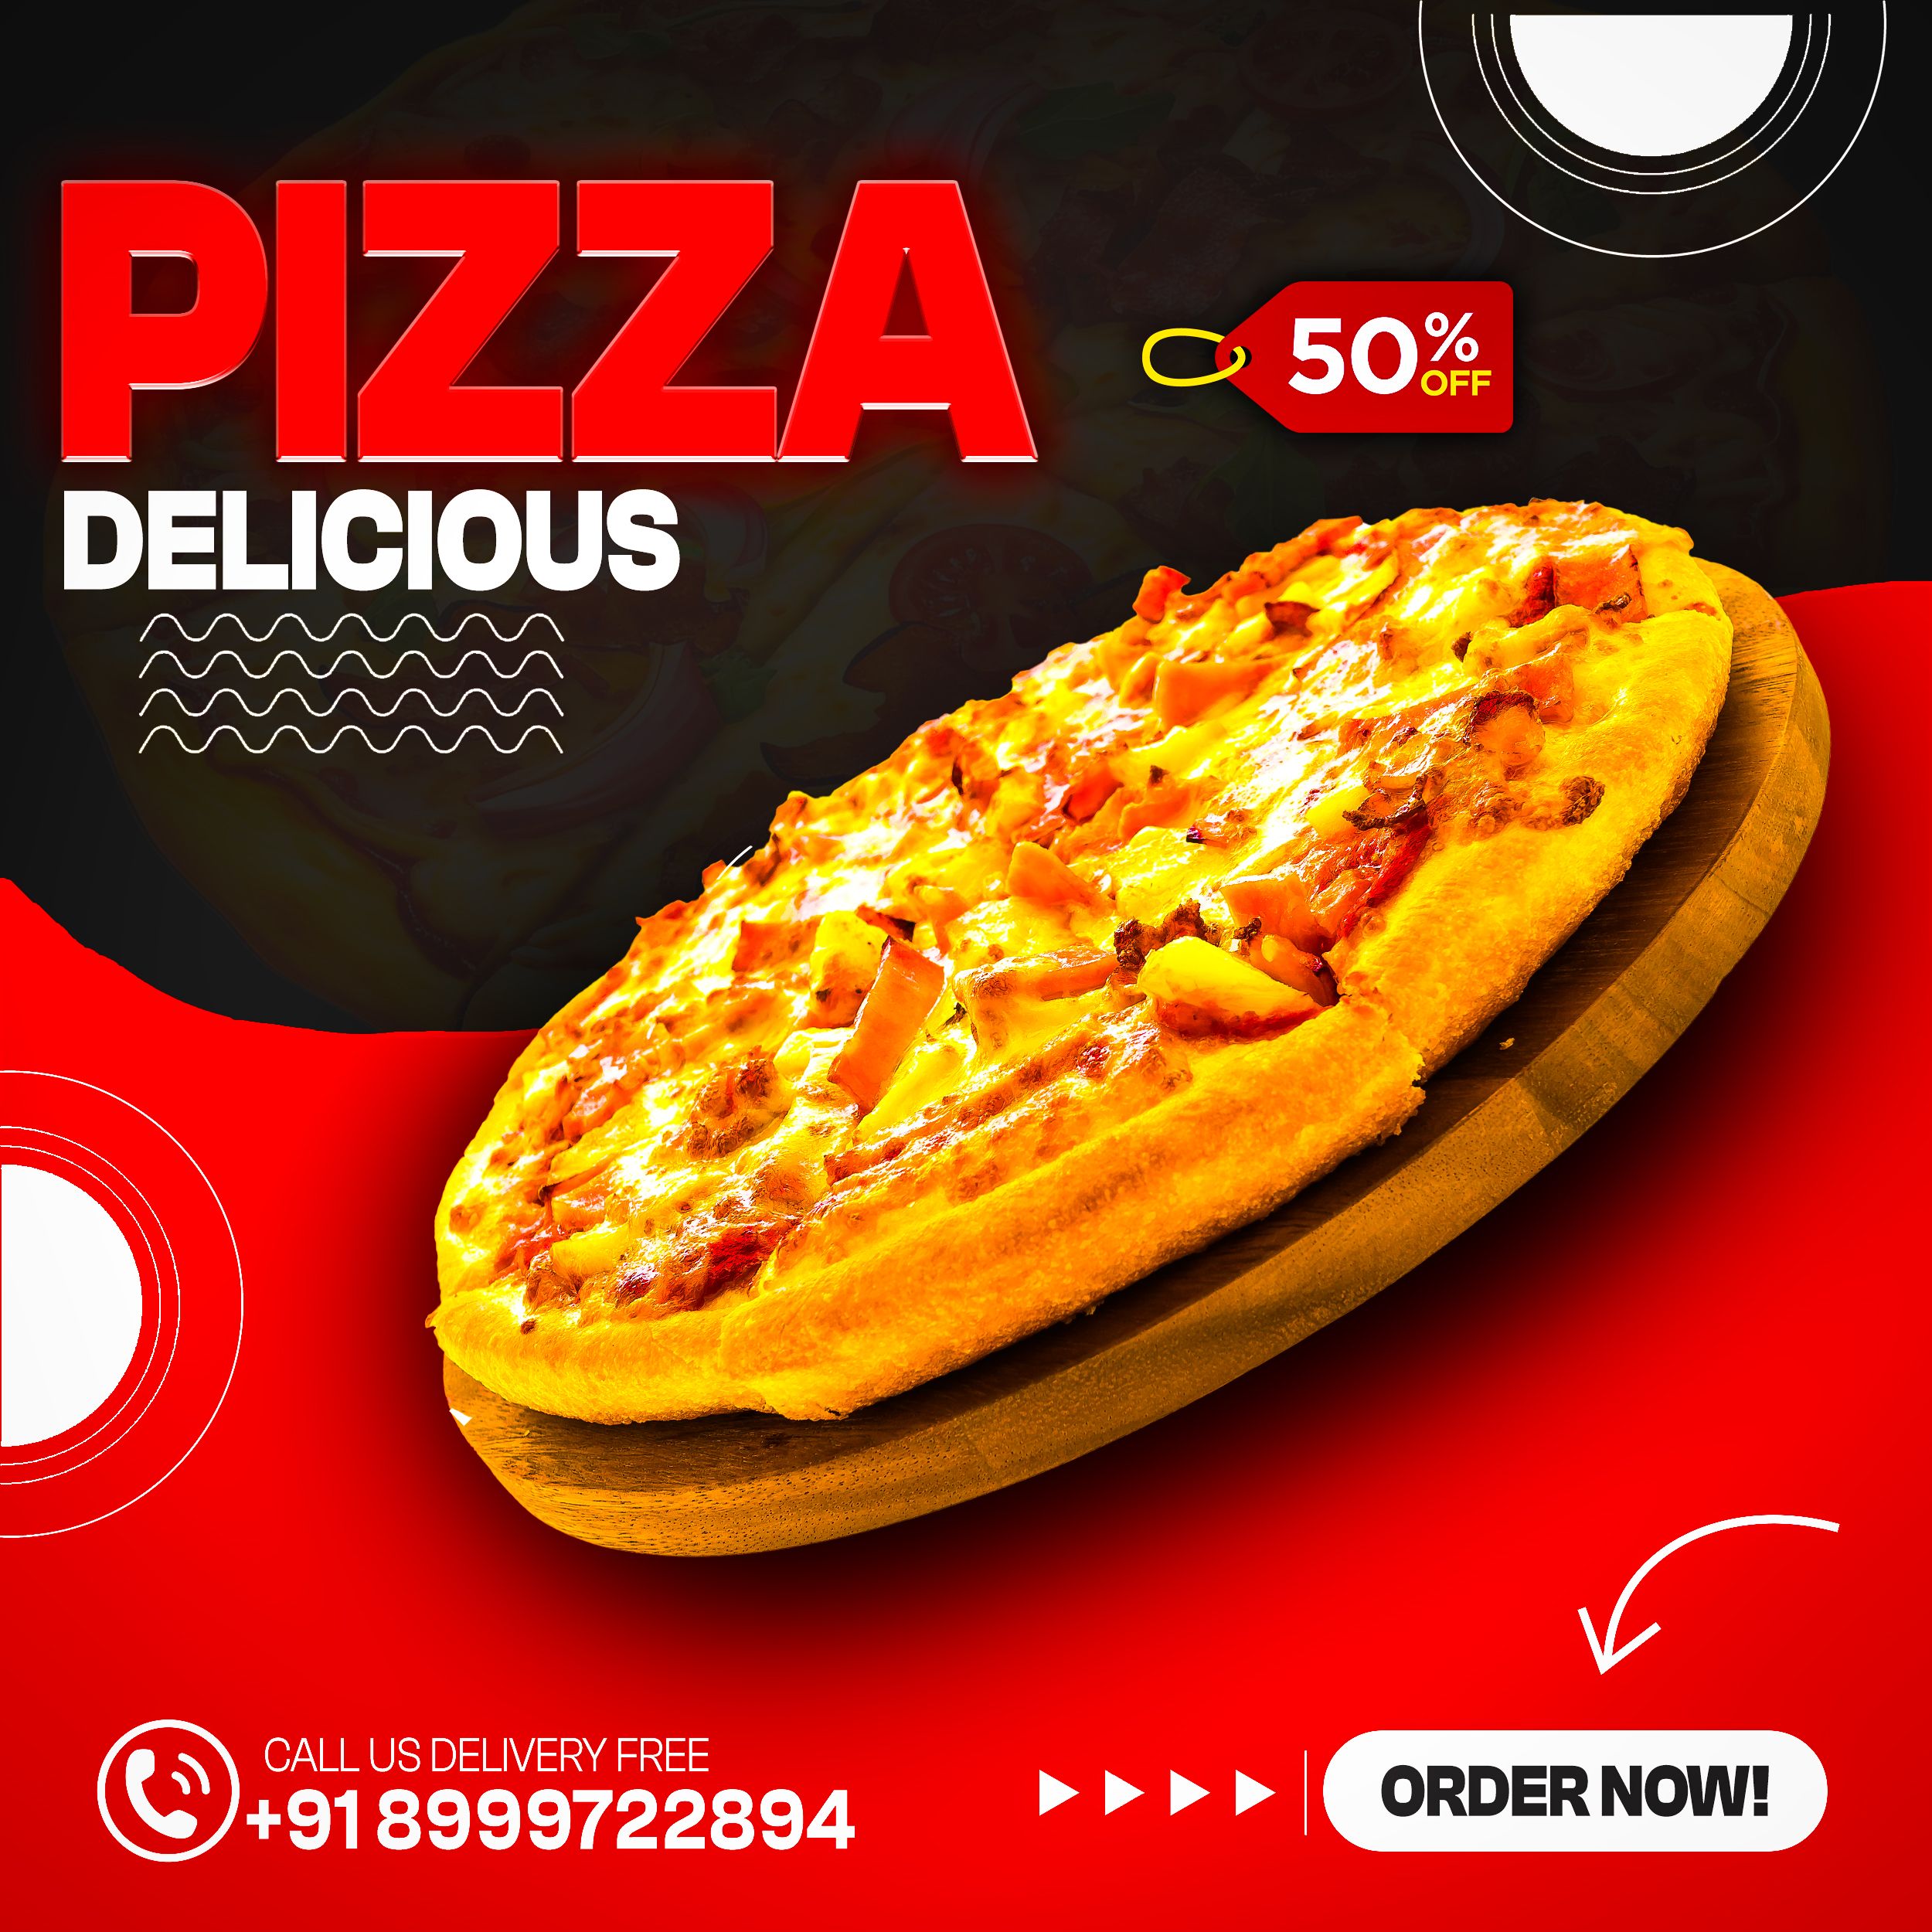 PIZZA
50%
OFF
DELICIOUS
CALL US DELIVERY FREE
+91 8999722894
ORDER NOW!